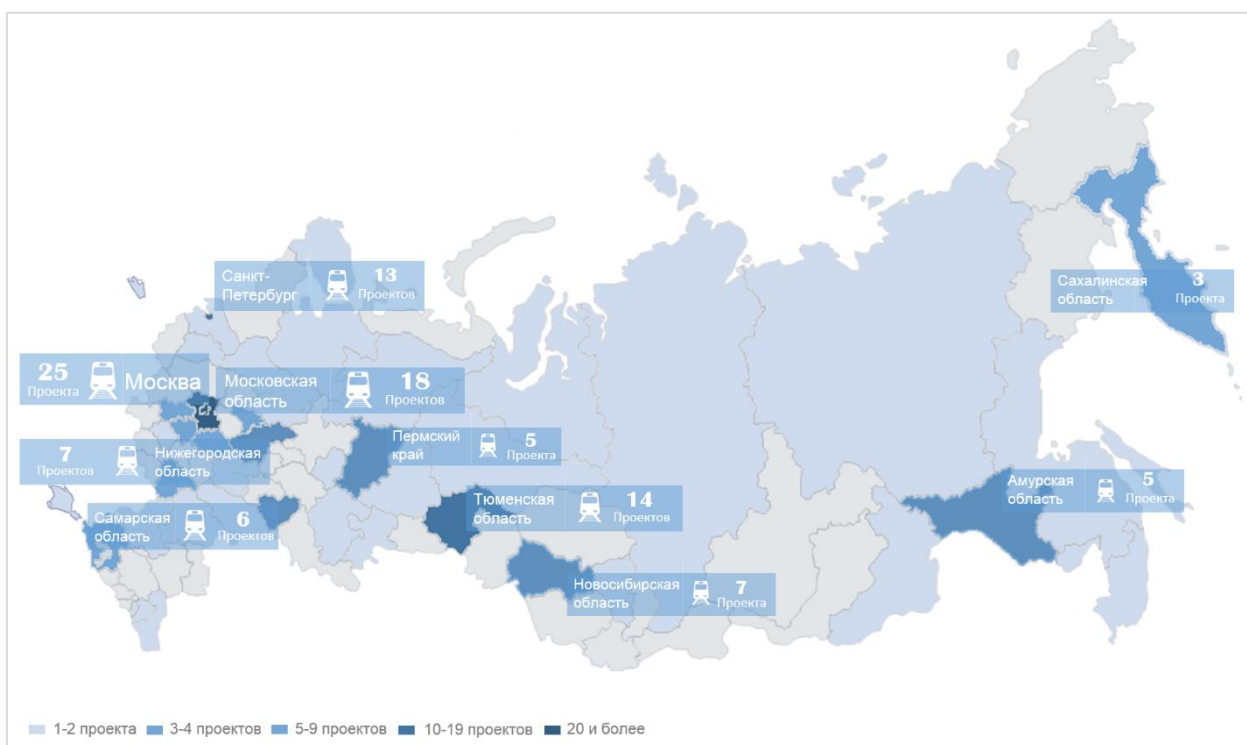 Санкт-
Петербург
13
Проектов
Сахалинская
область
3
Проекта
25
Проекта
Москва
Московская
область
18
Проектов
7
Проектов
Нижегородская
область
Пермский
край
5
Проекта
Самарская
область
6
Проектов
Тюменская
область
14
Проектов
Амурская
область
5
Проекта
Новосибирская
область
7
Проекта
1-2 проекта 3-4 проектов 5-9 проектов 10-19 проектов 20 и более